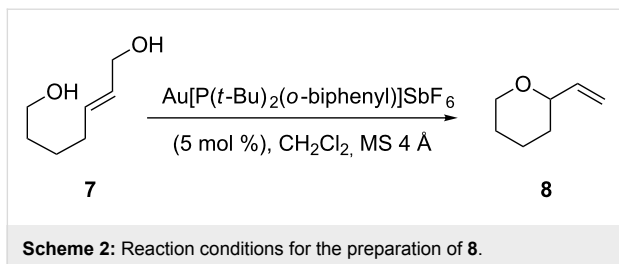 OH
OH
Au[P(t-Bu)₂(o-biphenyl)]SbF₆
(5 mol %), CH₂Cl₂, MS 4 Å
O
7
8
Scheme 2: Reaction conditions for the preparation of 8.